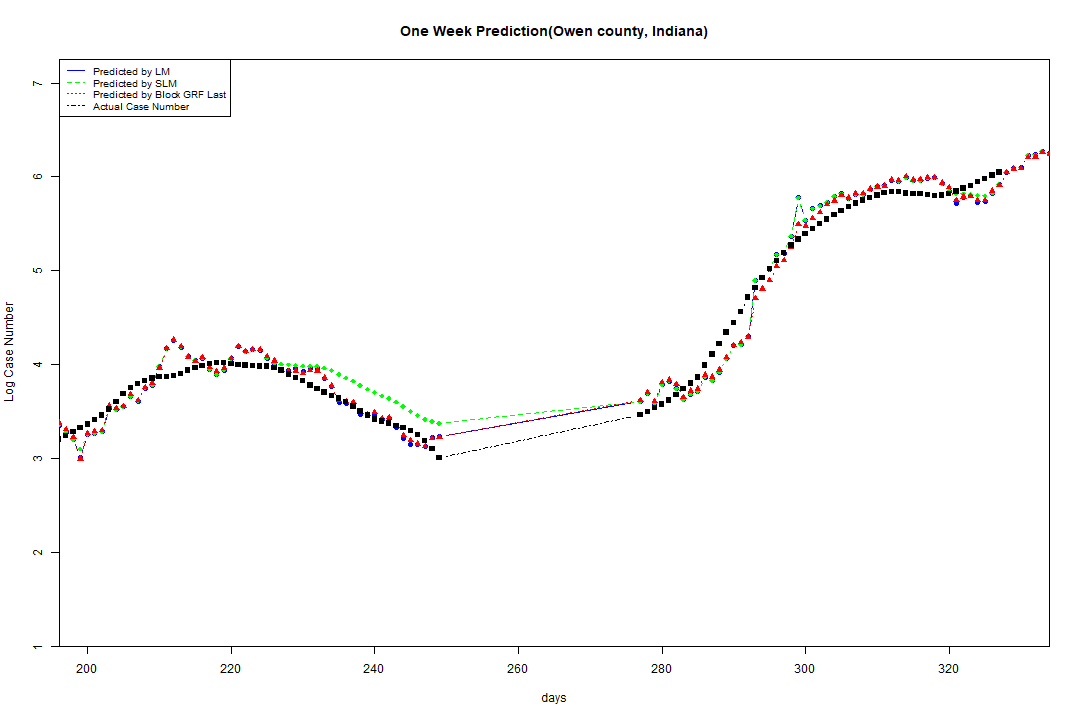 One Week Prediction(Owen county, Indiana)
Predicted by LM
Predicted by SLM
Predicted by Block GRF Last
Actual Case Number
Log Case Number
7
6
5
4
3
2
1
200 220 240 260 280 300 320
days